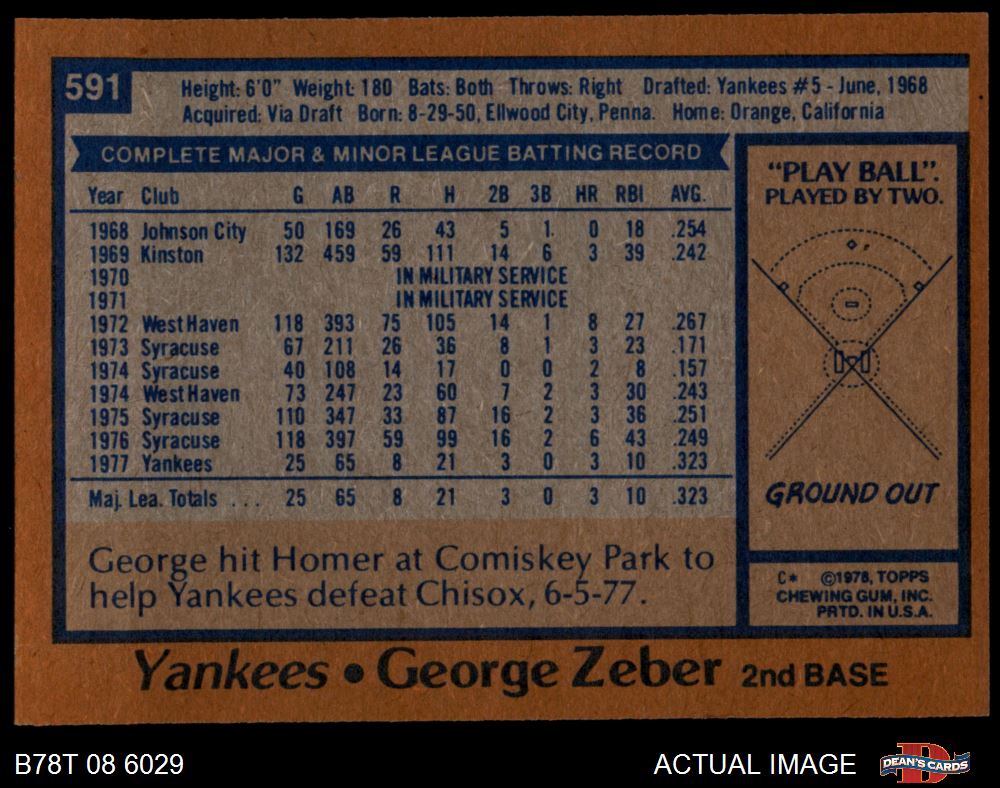 591
Height: 6'0" Weight: 180 Bats: Both Throws: Right Drafted: Yankees #5 - June, 1968
Acquired: Via Draft Born: 8-29-50, Ellwood City, Penna. Home: Orange, California
COMPLETE MAJOR & MINOR LEAGUE BATTING RECORD
Year Club G AB R H 2B 3B HR RBI AVG.
1968 Johnson City 50 169 26 43 5 1 0 18 .254
1969 Kinston 132 459 59 111 14 6 3 39 .242
1970 IN MILITARY SERVICE
1971 IN MILITARY SERVICE
1972 West Haven 118 393 75 105 14 1 8 27 .267
1973 Syracuse 67 211 26 36 8 1 3 23 .171
1974 Syracuse 40 108 14 17 0 0 2 8 .157
1974 West Haven 73 247 23 60 7 2 3 30 .243
1975 Syracuse 110 347 33 87 16 2 3 36 .251
1976 Syracuse 118 397 59 99 16 2 6 43 .249
1977 Yankees 25 65 8 21 3 0 3 10 .323
Maj. Lea. Totals ... 25 65 8 21 3 0 3 10 .323
George hit Homer at Comiskey Park to
help Yankees defeat Chisox, 6-5-77.
"PLAY BALL".
PLAYED BY TWO.
GROUND OUT
C* ©1978, TOPPS
CHEWING GUM, INC.
PRTD. IN U.S.A.
Yankees • George Zeber 2nd BASE
B78T 08 6029
ACTUAL IMAGE
DEAN'S CARDS